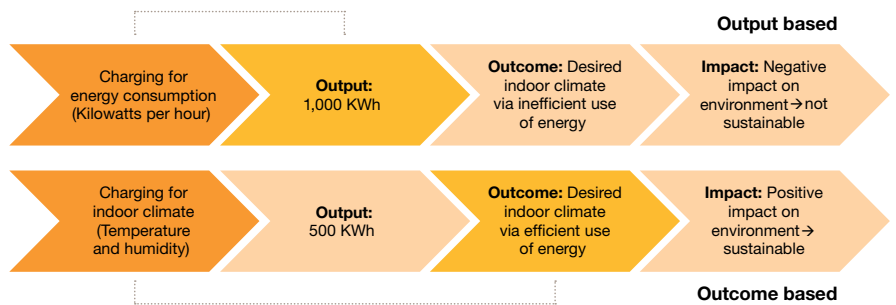 Output based
Charging for
energy consumption
(Kilowatts per hour)
Output:
1,000 KWh
Outcome: Desired
indoor climate
via inefficient use
of energy
Impact: Negative
impact on
environment→not
sustainable
Charging for
indoor climate
(Temperature
and humidity)
Output:
500 KWh
Outcome: Desired
indoor climate
via efficient use
of energy
Impact: Positive
impact on
environment→
sustainable
Outcome based